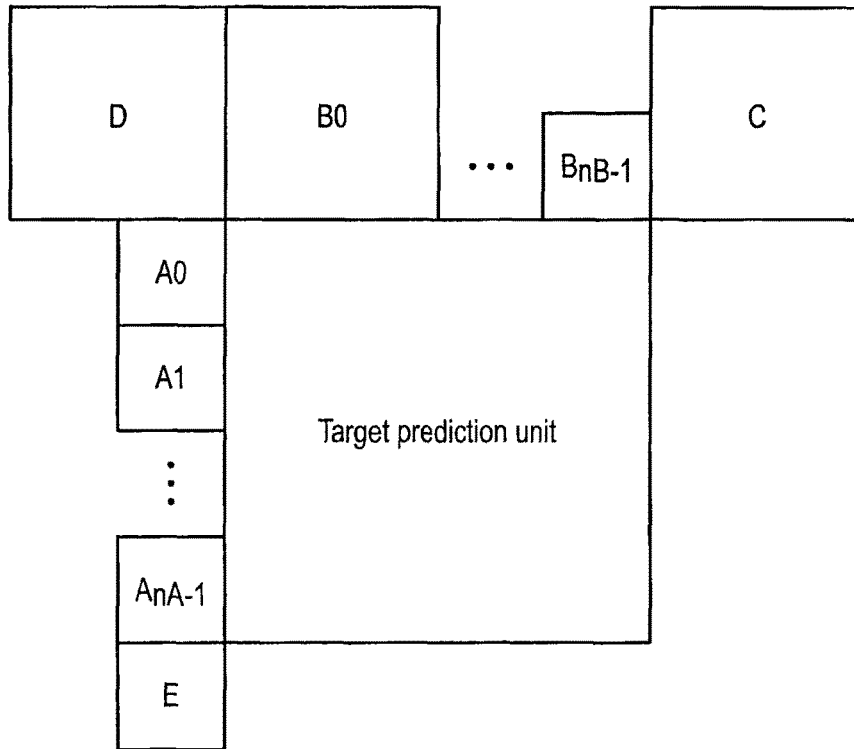 D
B0
C
...
BnB-1
A0
A1
Target prediction unit
⋮
AnA-1
E